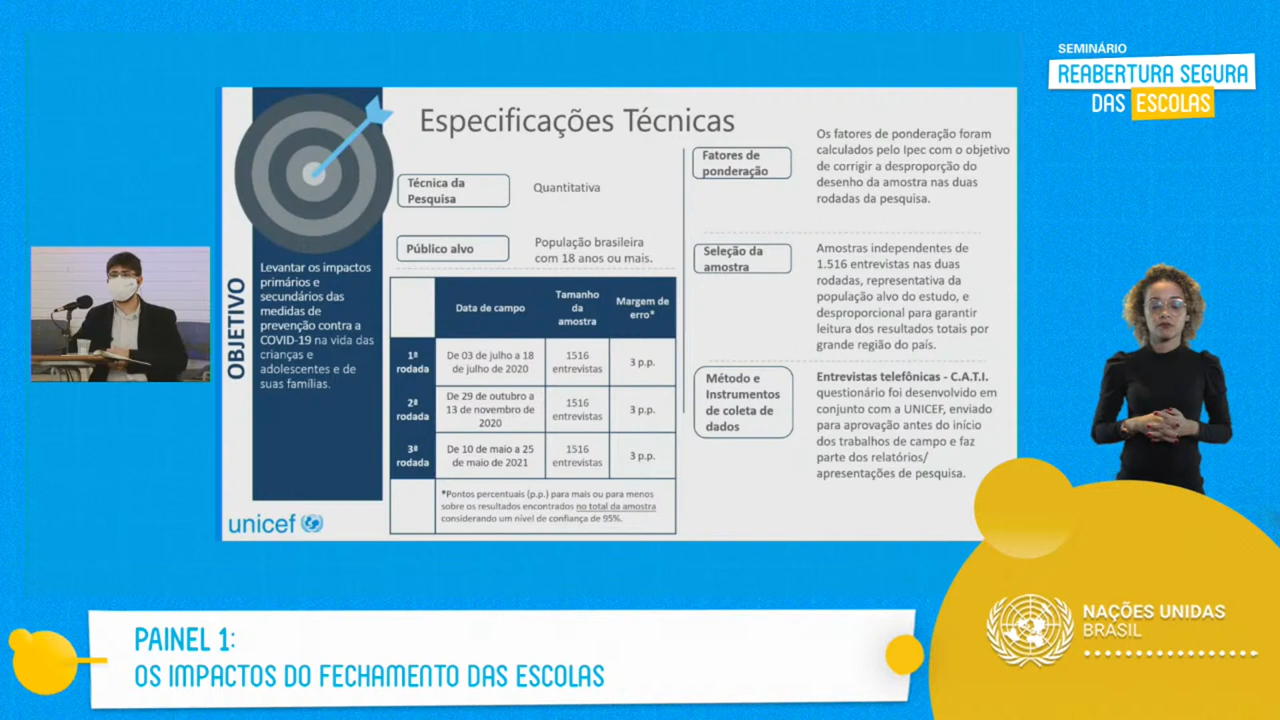 SEMINÁRIO
REABERTURA SEGURA
DAS ESCOLAS
Especificações Técnicas
OBJETIVO
Levantar os impactos
primários e
secundários das
medidas de
prevenção contra a
COVID-19 na vida das
crianças e
adolescentes e de
suas famílias.
unicef
Técnica da
Pesquisa
Quantitativa
Público alvo
População brasileira
com 18 anos ou mais.
Data de campo
Tamanho
da
amostra
Margem de
erro*
1ª
rodada
De 03 de julho a 18
de julho de 2020
1516
entrevistas
3 p.p.
2ª
rodada
De 29 de outubro a
13 de novembro de
2020
1516
entrevistas
3 p.p.
3ª
rodada
De 10 de maio a 25
de maio de 2021
1516
entrevistas
3 p.p.
*Pontos percentuais (p.p.) para mais ou para menos
sobre os resultados encontrados no total da amostra
considerando um nível de confiança de 95%.
Fatores de
ponderação
Os fatores de ponderação foram
calculados pelo Ipec com o objetivo
de corrigir a desproporção do
desenho da amostra nas duas
rodadas da pesquisa.
Seleção da
amostra
Amostras independentes de
1.516 entrevistas nas duas
rodadas, representativa da
população alvo do estudo, e
desproporcional para garantir
leitura dos resultados totais por
grande região do país.
Método e
Instrumentos
de coleta de
dados
Entrevistas telefônicas - C.A.T.I.
questionário foi desenvolvido em
conjunto com a UNICEF, enviado
para aprovação antes do início
dos trabalhos de campo e faz
parte dos relatórios/
apresentações de pesquisa.
PAINEL 1:
OS IMPACTOS DO FECHAMENTO DAS ESCOLAS
NAÇÕES UNIDAS
BRASIL